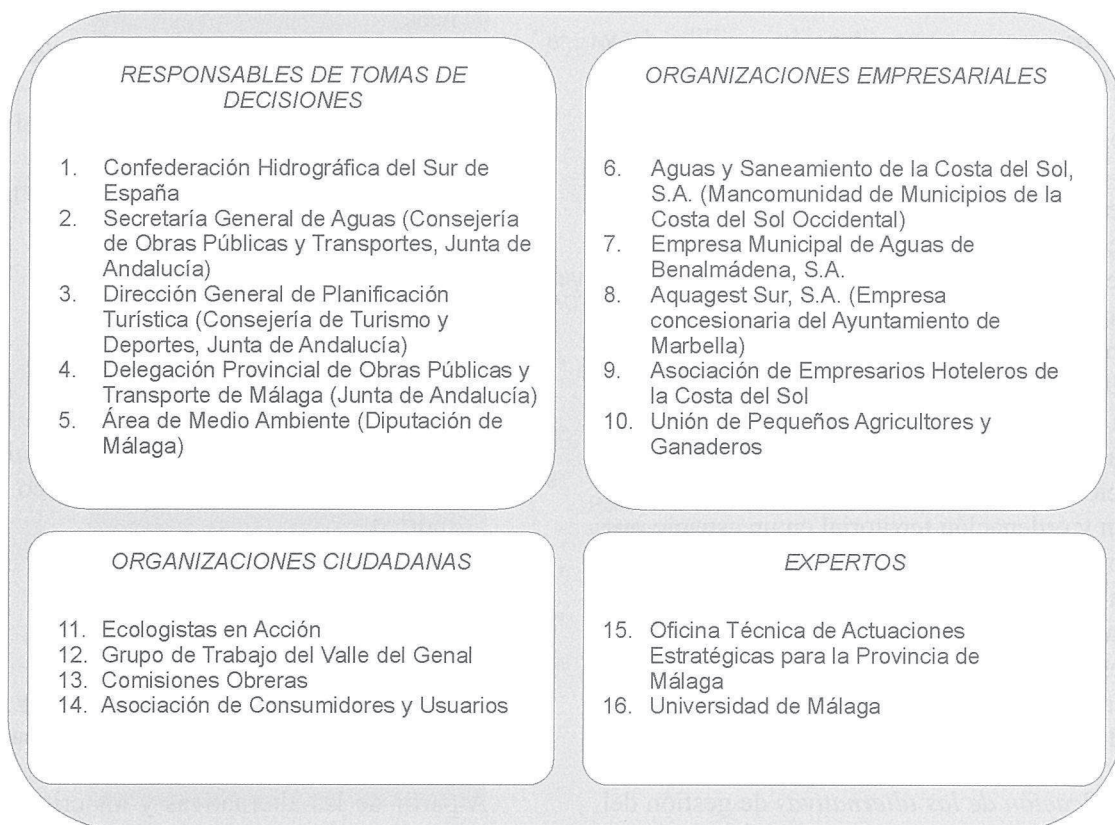 RESPONSABLES DE TOMAS DE
DECISIONES
1. Confederación Hidrográfica del Sur de
España
2. Secretaría General de Aguas (Consejería
de Obras Públicas y Transportes, Junta de
Andalucía)
3. Dirección General de Planificación
Turística (Consejería de Turismo y
Deportes, Junta de Andalucía)
4. Delegación Provincial de Obras Públicas y
Transporte de Málaga (Junta de Andalucía)
5. Área de Medio Ambiente (Diputación de
Málaga)
ORGANIZACIONES EMPRESARIALES
6. Aguas y Saneamiento de la Costa del Sol,
S.A. (Mancomunidad de Municipios de la
Costa del Sol Occidental)
7. Empresa Municipal de Aguas de
Benalmádena, S.A.
8. Aquagest Sur, S.A. (Empresa
concesionaria del Ayuntamiento de
Marbella)
9. Asociación de Empresarios Hoteleros de
la Costa del Sol
10. Unión de Pequeños Agricultores y
Ganaderos
ORGANIZACIONES CIUDADANAS
11. Ecologistas en Acción
12. Grupo de Trabajo del Valle del Genal
13. Comisiones Obreras
14. Asociación de Consumidores y Usuarios
EXPERTOS
15. Oficina Técnica de Actuaciones
Estratégicas para la Provincia de
Málaga
16. Universidad de Málaga